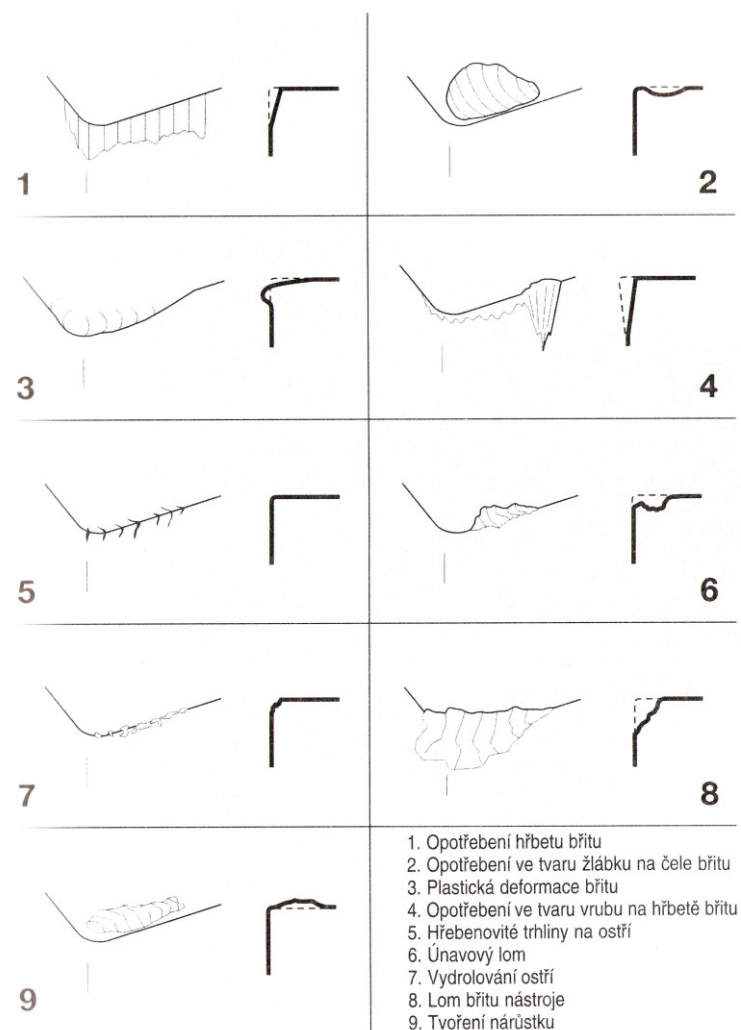 1
2
3
4
5
6
7
8
9
1. Opotřebení hřbetu břitu
2. Opotřebení ve tvaru žlábku na čele břitu
3. Plastická deformace břitu
4. Opotřebení ve tvaru vrubu na hřbetě břitu
5. Hřebenovité trhliny na ostří
6. Únavový lom
7. Vydrolování ostří
8. Lom břitu nástroje
9. Tvoření nárůstku